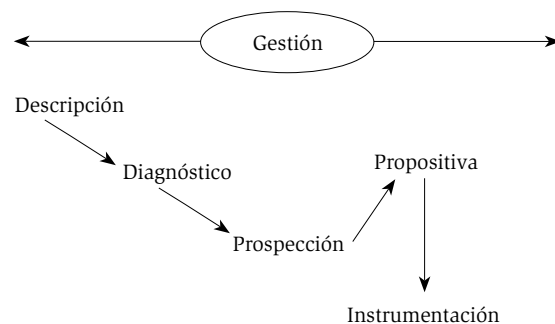 Gestión
Descripción
Diagnóstico
Propositiva
Prospección
Instrumentación